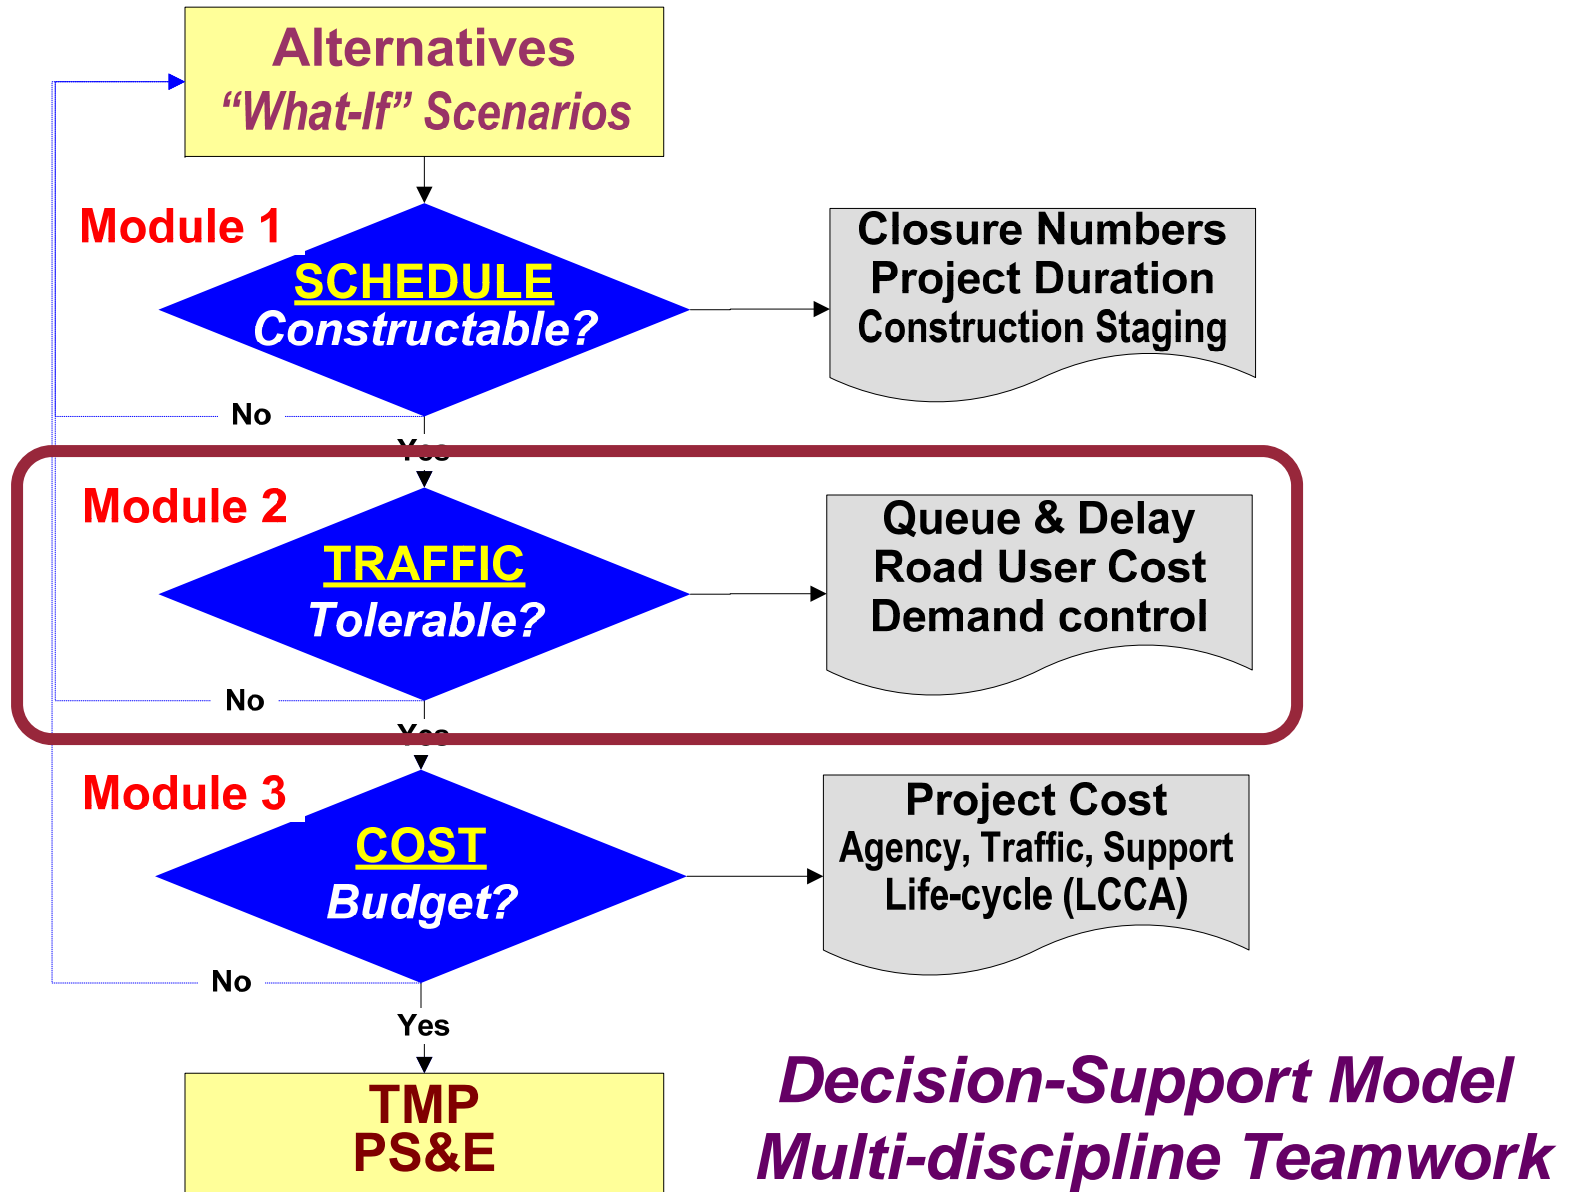 Alternatives
“What-If” Scenarios
Module 1
SCHEDULE
Constructable?
Closure Numbers
Project Duration
Construction Staging
No
Yes
Module 2
TRAFFIC
Tolerable?
Queue & Delay
Road User Cost
Demand control
No
Yes
Module 3
COST
Budget?
Project Cost
Agency, Traffic, Support
Life-cycle (LCCA)
No
Yes
TMP
PS&E
Decision-Support Model
Multi-discipline Teamwork